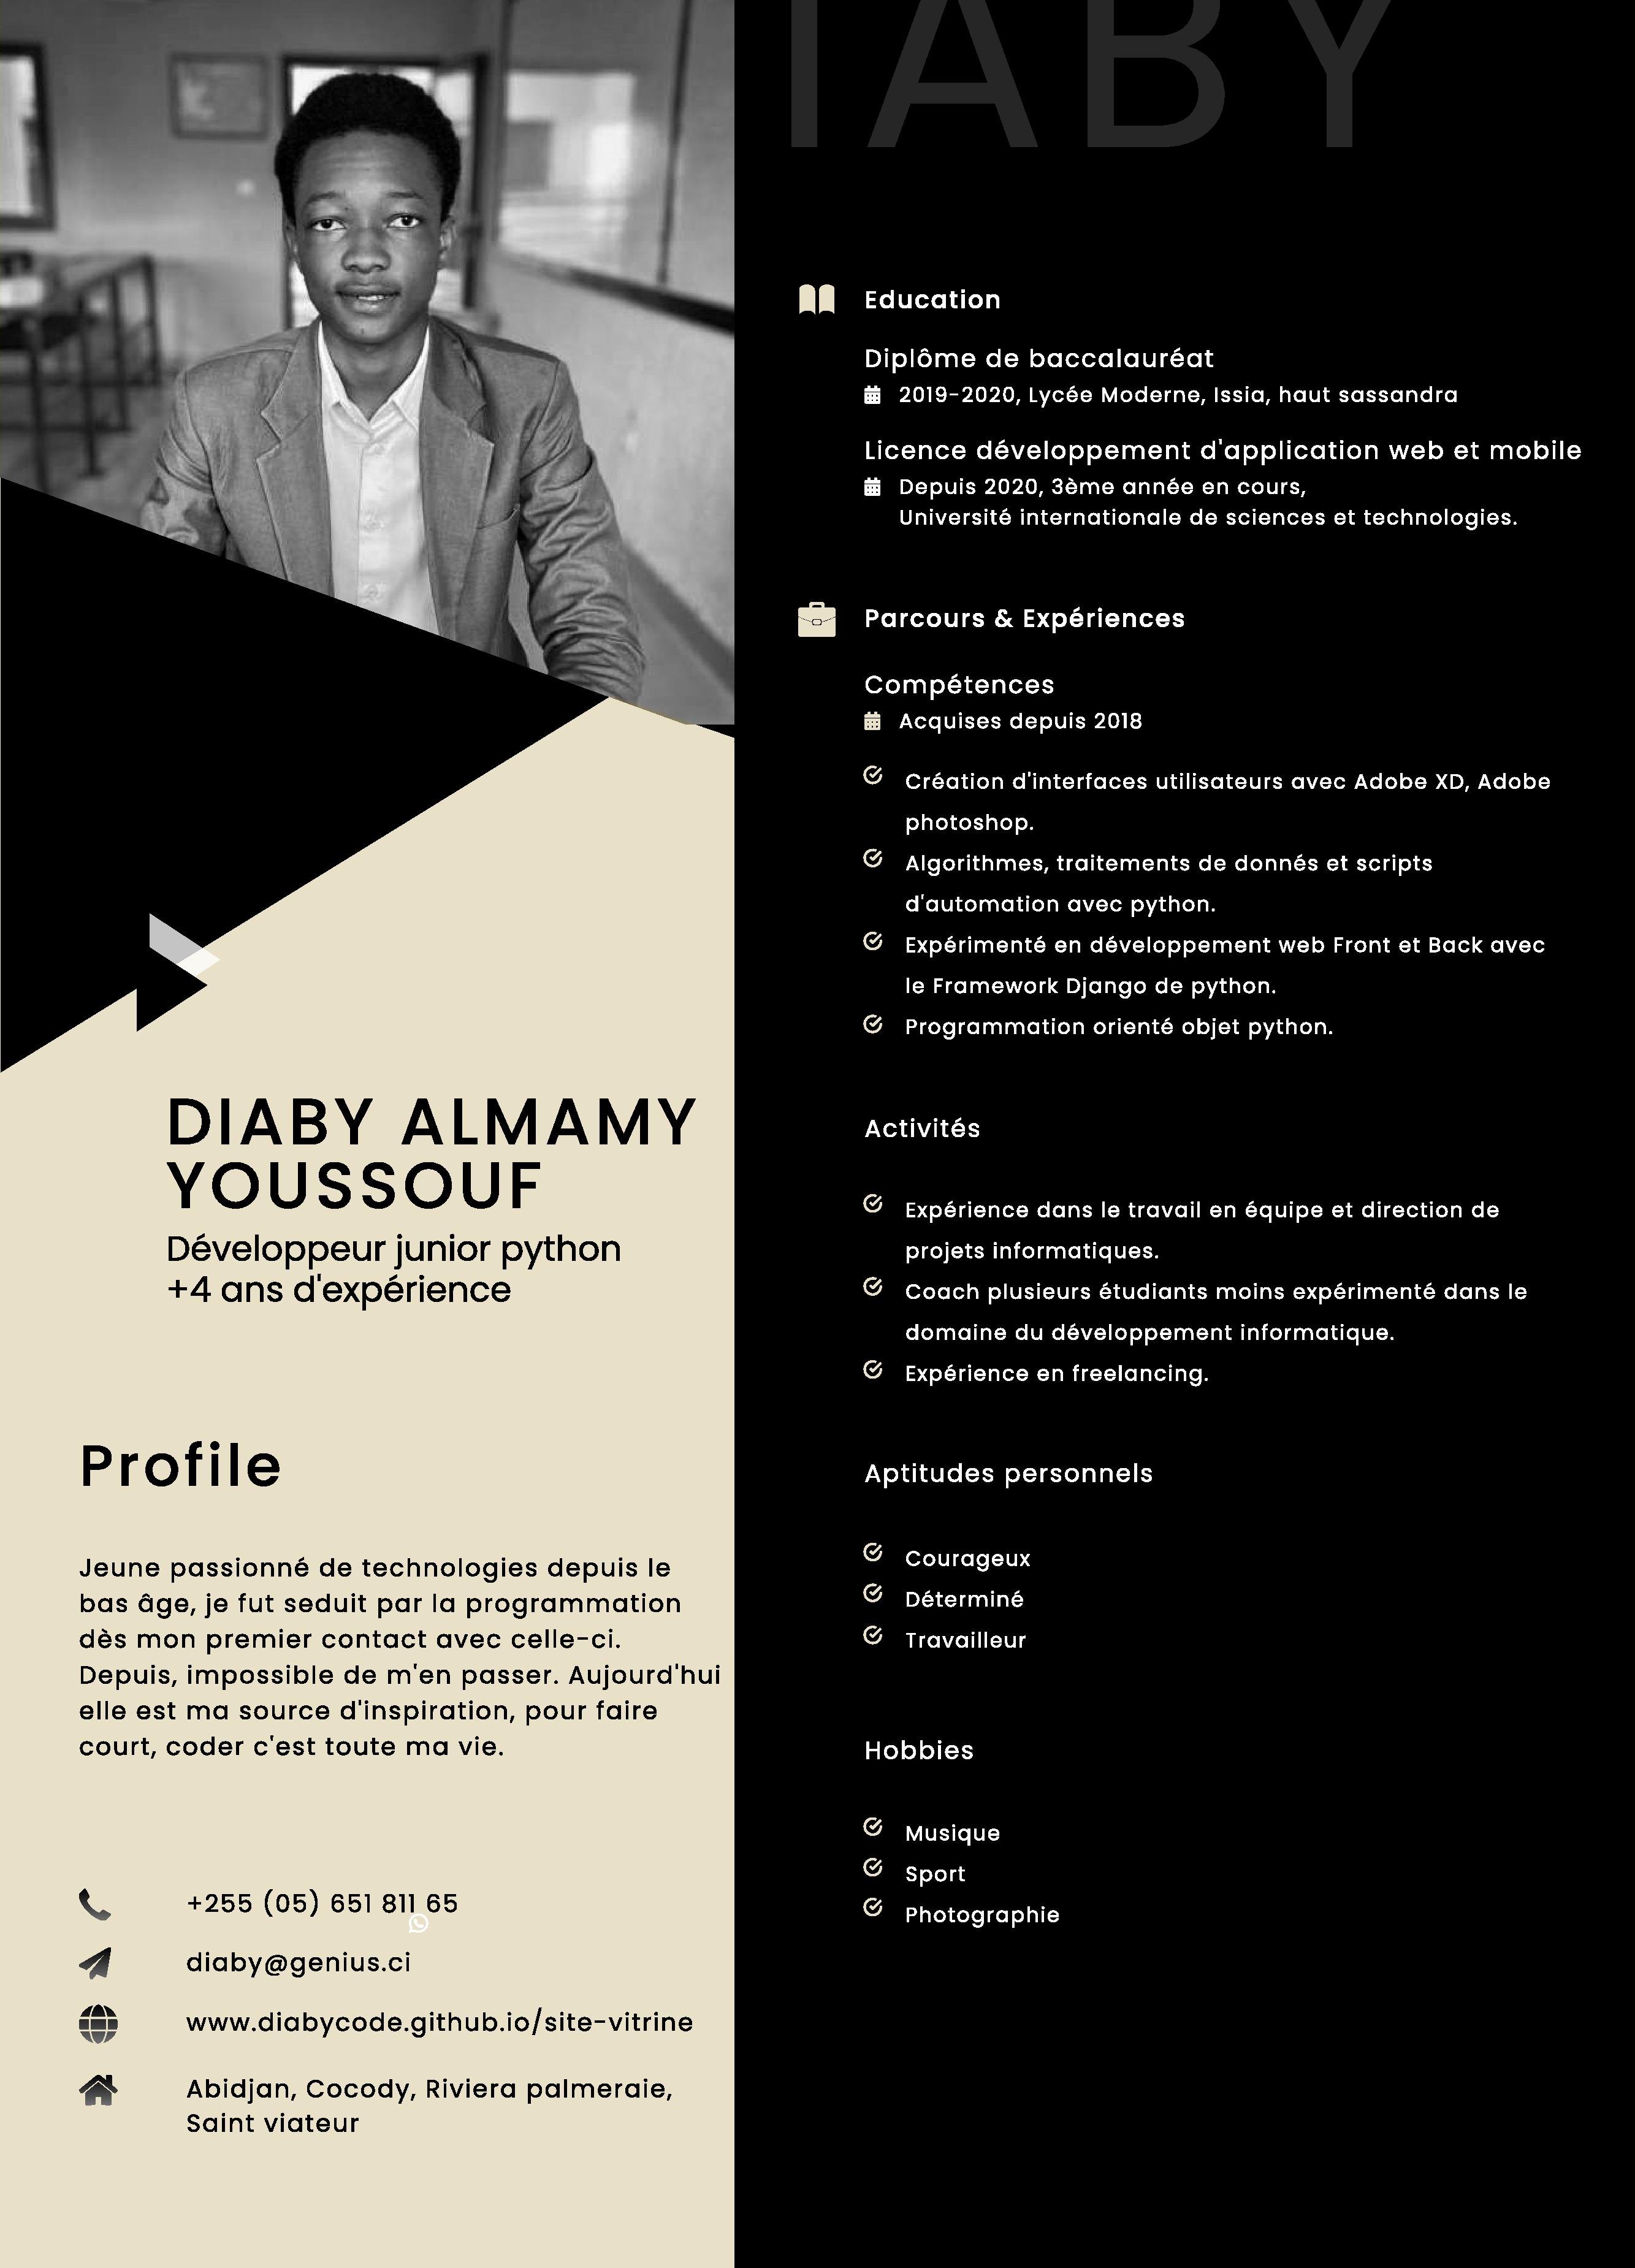 IABY
DIABY ALMAMY
YOUSSOUF
Développeur junior python
+4 ans d'expérience
Profile
Jeune passionné de technologies depuis le
bas âge, je fut seduit par la programmation
dès mon premier contact avec celle-ci.
Depuis, impossible de m'en passer. Aujourd'hui
elle est ma source d'inspiration, pour faire
court, coder c'est toute ma vie.
+255 (05) 651 811 65
diaby@genius.ci
www.diabycode.github.io/site-vitrine
Abidjan, Cocody, Riviera palmeraie,
Saint viateur
Education
Diplôme de baccalauréat
2019-2020, Lycée Moderne, Issia, haut sassandra
Licence développement d'application web et mobile
Depuis 2020, 3ème année en cours,
Université internationale de sciences et technologies.
Parcours & Expériences
Compétences
Acquises depuis 2018
Création d'interfaces utilisateurs avec Adobe XD, Adobe
photoshop.
Algorithmes, traitements de donnés et scripts
d'automation avec python.
Expérimenté en développement web Front et Back avec
le Framework Django de python.
Programmation orienté objet python.
Activités
Expérience dans le travail en équipe et direction de
projets informatiques.
Coach plusieurs étudiants moins expérimenté dans le
domaine du développement informatique.
Expérience en freelancing.
Aptitudes personnels
Courageux
Déterminé
Travailleur
Hobbies
Musique
Sport
Photographie